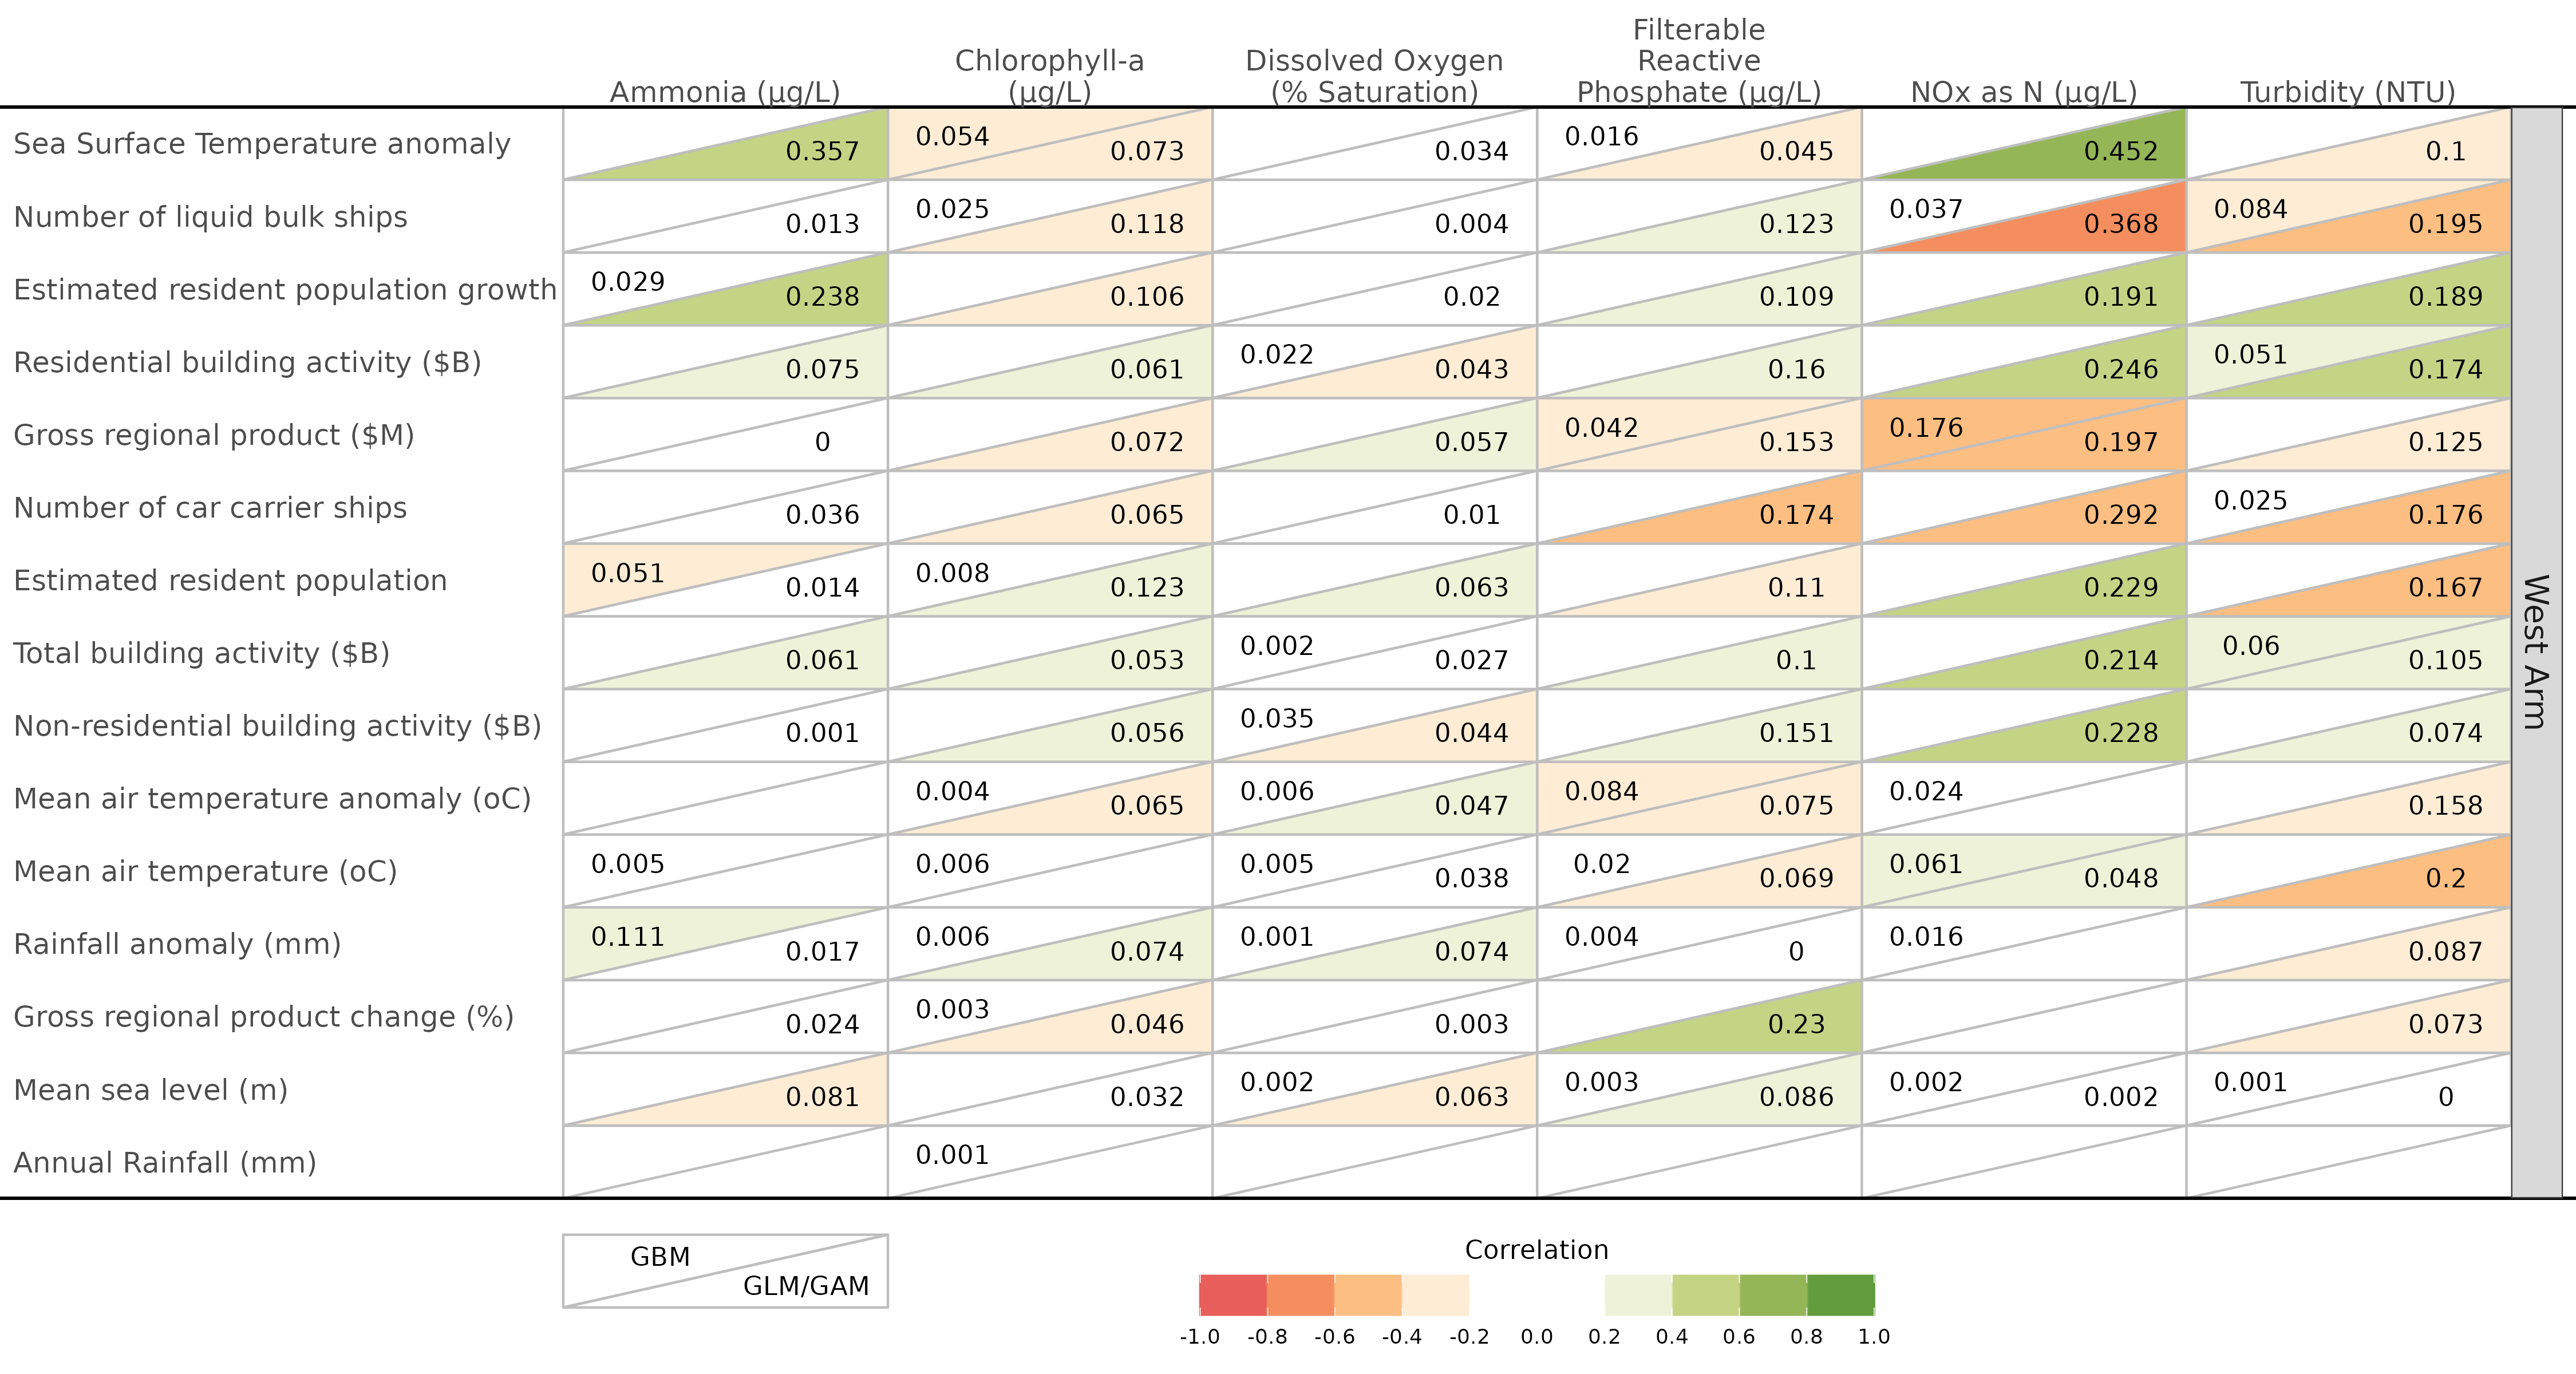 Filterable
Reactive
Phosphate (µg/L)
Chlorophyll-a
(µg/L)
Dissolved Oxygen
(% Saturation)
Ammonia (µg/L)
NOx as N (µg/L)
Turbidity (NTU)
Sea Surface Temperature anomaly 0.357 0.054 0.073 0.034 0.016 0.045 0.452 0.1
Number of liquid bulk ships 0.013 0.025 0.118 0.004 0.123 0.037 0.368 0.084 0.195
Estimated resident population growth 0.029 0.238 0.106 0.02 0.109 0.191 0.189
Residential building activity ($B) 0.075 0.061 0.022 0.043 0.16 0.246 0.051 0.174
Gross regional product ($M) 0 0.072 0.057 0.042 0.153 0.176 0.197 0.125
Number of car carrier ships 0.036 0.065 0.01 0.174 0.292 0.025 0.176
Estimated resident population 0.051 0.014 0.008 0.123 0.063 0.11 0.229 0.167
Total building activity ($B) 0.061 0.053 0.002 0.027 0.1 0.214 0.06 0.105
Non-residential building activity ($B) 0.001 0.056 0.035 0.044 0.151 0.228 0.074
Mean air temperature anomaly (oC) 0.004 0.065 0.006 0.047 0.084 0.075 0.024 0.158
Mean air temperature (oC) 0.005 0.006 0.005 0.038 0.02 0.069 0.061 0.048 0.2
Rainfall anomaly (mm) 0.111 0.017 0.006 0.074 0.001 0.074 0.004 0 0.016 0.087
Gross regional product change (%) 0.024 0.003 0.046 0.003 0.23 0.073
Mean sea level (m) 0.081 0.032 0.002 0.063 0.003 0.086 0.002 0.002 0.001 0
Annual Rainfall (mm) 0.001
West Arm
GBM
GLM/GAM
Correlation
-1.0 -0.8 -0.6 -0.4 -0.2 0.0 0.2 0.4 0.6 0.8 1.0